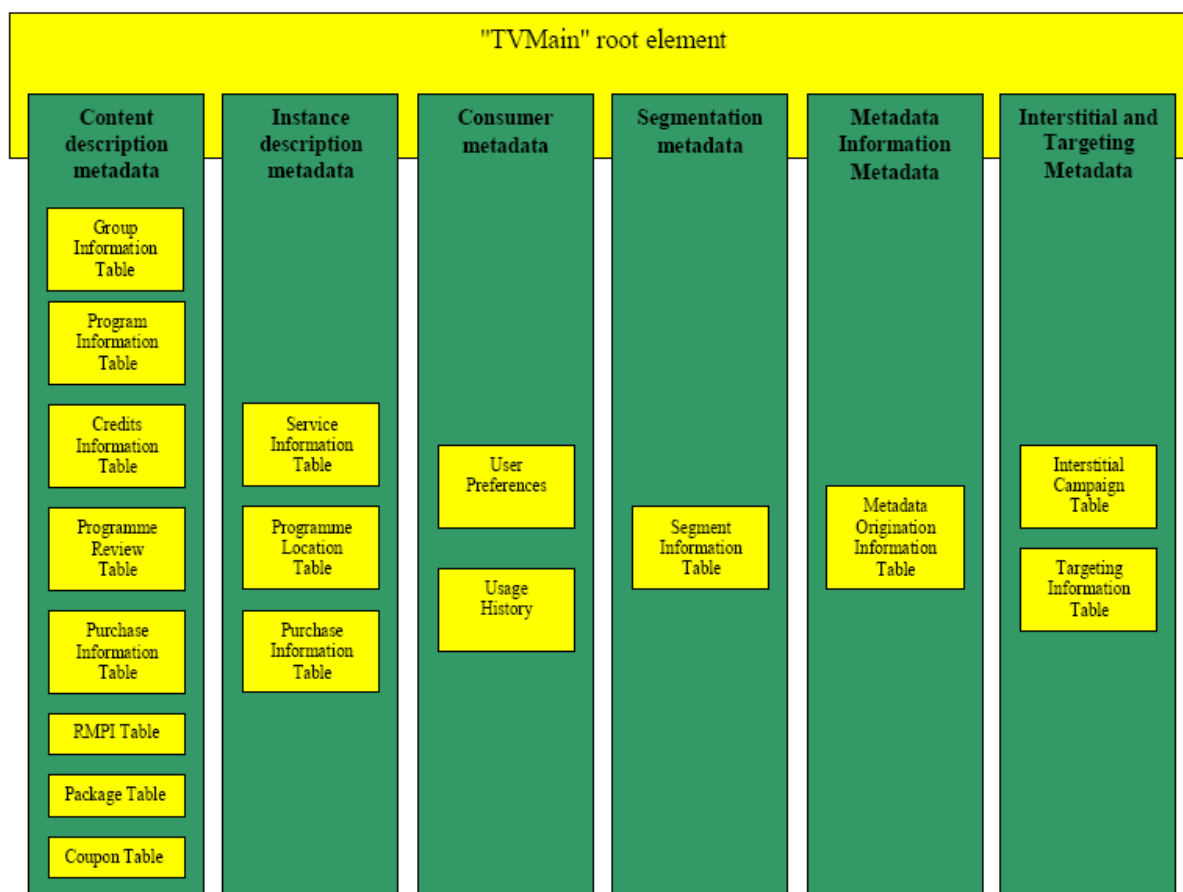 "TVMain" root element
Content
description
metadata
Group
Information
Table
Program
Information
Table
Credits
Information
Table
Programme
Review
Table
Purchase
Information
Table
RMPI Table
Package Table
Coupon Table
Instance
description
metadata
Service
Information
Table
Programme
Location
Table
Purchase
Information
Table
Consumer
metadata
User
Preferences
Usage
History
Segmentation
metadata
Segment
Information
Table
Metadata
Information
Metadata
Metadata
Origination
Information
Table
Interstitial and
Targeting
Metadata
Interstitial
Campaign
Table
Targeting
Information
Table